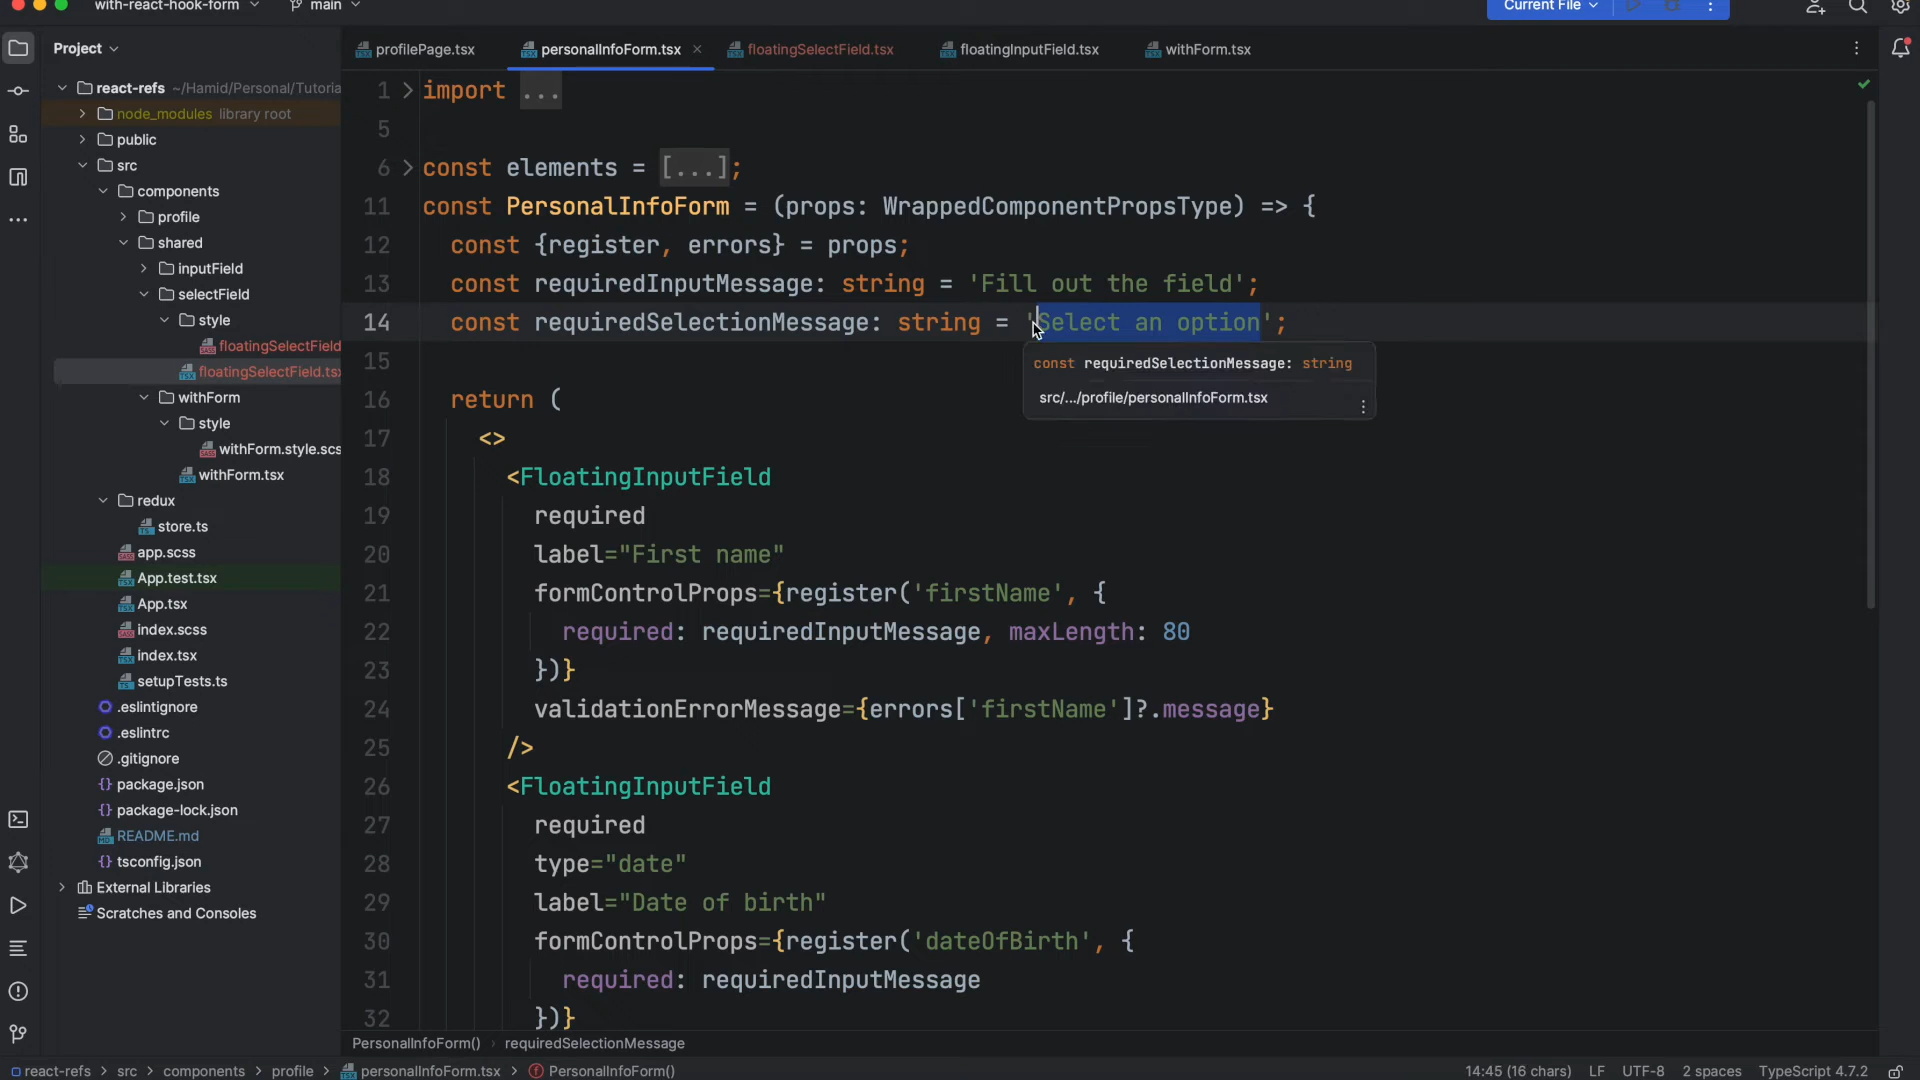 with-react-hook-form
main
Current File
Project
profilePage.tsx
personalInfoForm.tsx
floatingSelectField.tsx
floatingInputField.tsx
withForm.tsx
react-refs ~/Hamid/Personal/Tutoria
node_modules library root
public
src
components
profile
shared
inputField
selectField
style
floatingSelectField
floatingSelectField.tsx
withForm
style
withForm.style.scs
withForm.tsx
redux
store.ts
app.scss
App.test.tsx
App.tsx
index.scss
index.tsx
setupTests.ts
.eslintignore
.eslintrc
.gitignore
package.json
package-lock.json
README.md
tsconfig.json
External Libraries
Scratches and Consoles
1 import ...
5
6 const elements = [...];
11 const PersonalInfoForm = (props: WrappedComponentPropsType) => {
12 const {register, errors} = props;
13 const requiredInputMessage: string = 'Fill out the field';
14 const requiredSelectionMessage: string = 'Select an option';
15
const requiredSelectionMessage: string
src/.../profile/personalInfoForm.tsx
16 return (
17 <>
18 <FloatingInputField
19 required
20 label="First name"
21 formControlProps={register('firstName', {
22 required: requiredInputMessage, maxLength: 80
23 })}
24 validationErrorMessage={errors['firstName']?.message}
25 />
26 <FloatingInputField
27 required
28 type="date"
29 label="Date of birth"
30 formControlProps={register('dateOfBirth', {
31 required: requiredInputMessage
32 })}
PersonalInfoForm() › requiredSelectionMessage
react-refs > src > components > profile > personalInfoForm.tsx > PersonalInfoForm()
14:45 (16 chars) LF UTF-8 2 spaces TypeScript 4.7.2